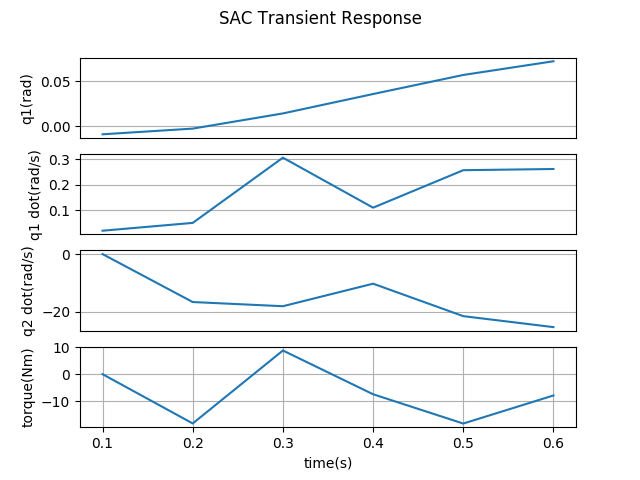 SAC Transient Response
q1(rad)
0.05
0.00
q1 dot(rad/s)
0.3
0.2
0.1
q2 dot(rad/s)
0
−20
torque(Nm)
10
0
−10
0.1 0.2 0.3 0.4 0.5 0.6
time(s)